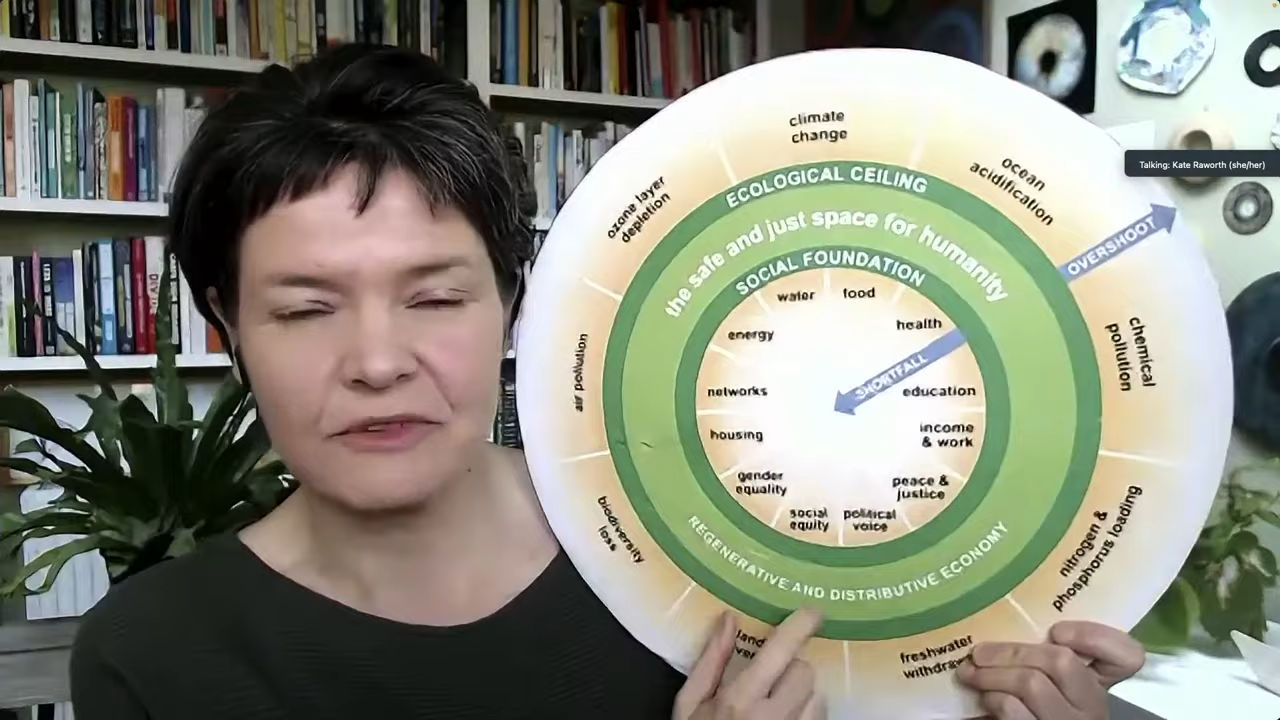 Talking: Kate Raworth (she/her)
climate
change
ocean
acidification
chemical
pollution
nitrogen &
phosphorus loading
freshwater
land
biodiversity
loss
air pollution
ozone layer
depletion
OVERSHOOT
ECOLOGICAL CEILING
the safe and just space for humanity
SOCIAL FOUNDATION
water
food
health
SHORTFALL
education
income
& work
peace &
justice
political
voice
social
equity
gender
equality
housing
networks
energy
REGENERATIVE AND DISTRIBUTIVE ECONOMY